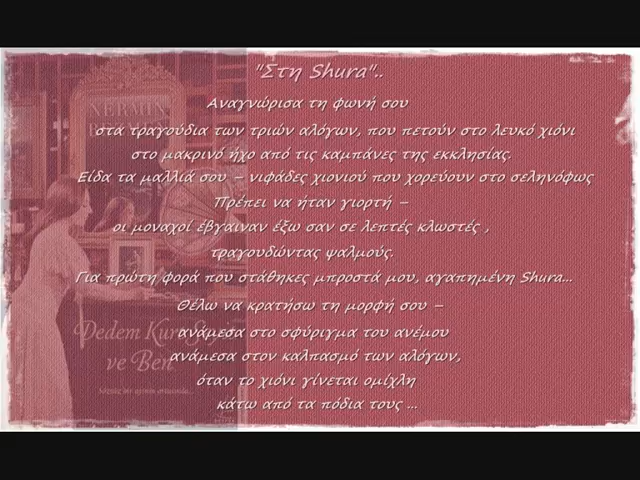 "Στη Shura"..
Αναγνώρισα τη φωνή σου
στα τραγούδια των τριών αλόγων, που πετούν στο λευκό χιόνι
στο μακρινό ήχο από τις καμπάνες της εκκλησίας.
Είδα τα μαλλιά σου – νιφάδες χιονιού που χορεύουν στο σεληνόφως
Πρέπει να ήταν γιορτή –
οι μοναχοί έβγαιναν έξω σαν σε λεπτές κλωστές ,
τραγουδώντας ψαλμούς.
Για πρώτη φορά που στάθηκες μπροστά μου, αγαπημένη Shura...
Θέλω να κρατήσω τη μορφή σου –
ανάμεσα στο σφύριγμα του ανέμου
ανάμεσα στον καλπασμό των αλόγων,
όταν το χιόνι γίνεται ομίχλη
κάτω από τα πόδια τους ...
NERMİN
Dedem Kurt Seyit
ve Ben